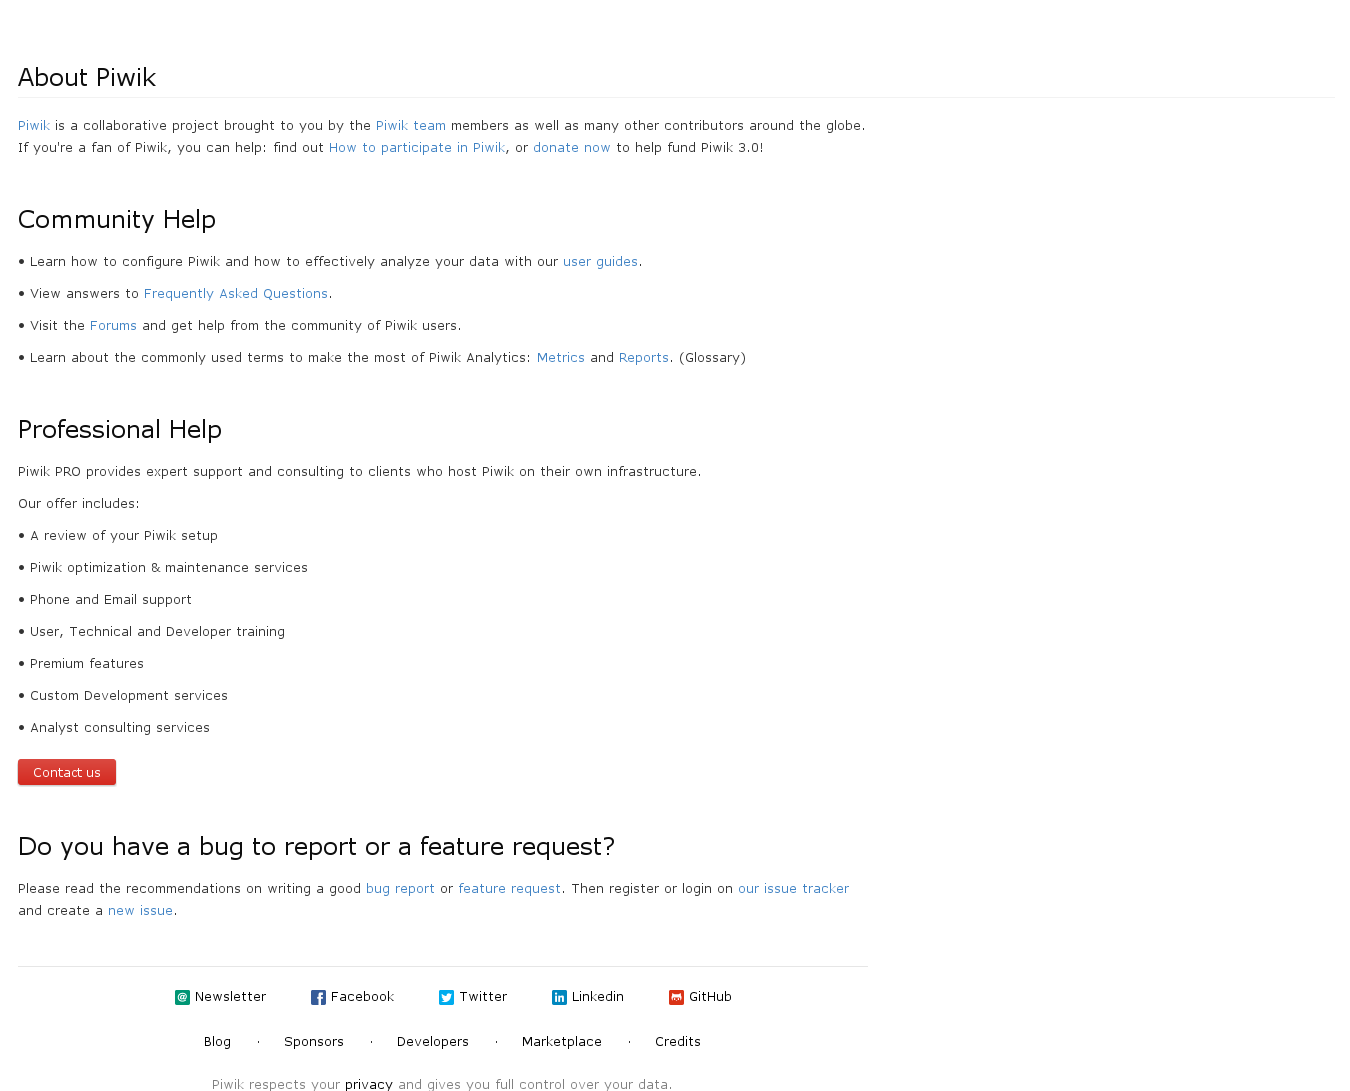 About Piwik
Piwik is a collaborative project brought to you by the Piwik team members as well as many other contributors around the globe.
If you're a fan of Piwik, you can help: find out How to participate in Piwik, or donate now to help fund Piwik 3.0!
Community Help
• Learn how to configure Piwik and how to effectively analyze your data with our user guides.
• View answers to Frequently Asked Questions.
• Visit the Forums and get help from the community of Piwik users.
• Learn about the commonly used terms to make the most of Piwik Analytics: Metrics and Reports. (Glossary)
Professional Help
Piwik PRO provides expert support and consulting to clients who host Piwik on their own infrastructure.
Our offer includes:
• A review of your Piwik setup
• Piwik optimization & maintenance services
• Phone and Email support
• User, Technical and Developer training
• Premium features
• Custom Development services
• Analyst consulting services
Contact us
Do you have a bug to report or a feature request?
Please read the recommendations on writing a good bug report or feature request. Then register or login on our issue tracker
and create a new issue.
Newsletter Facebook Twitter Linkedin GitHub
Blog · Sponsors · Developers · Marketplace · Credits
Piwik respects your privacy and gives you full control over your data.